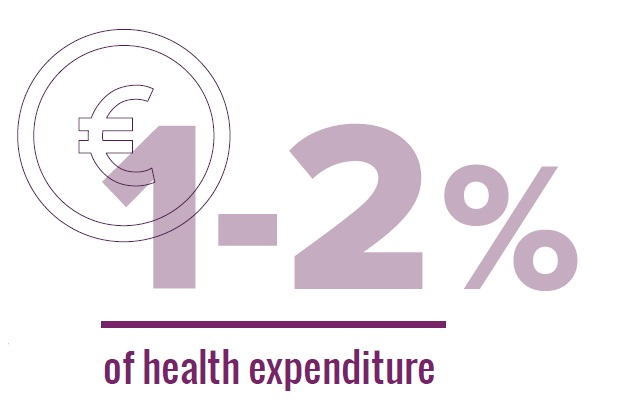 €
1-2%
of health expenditure